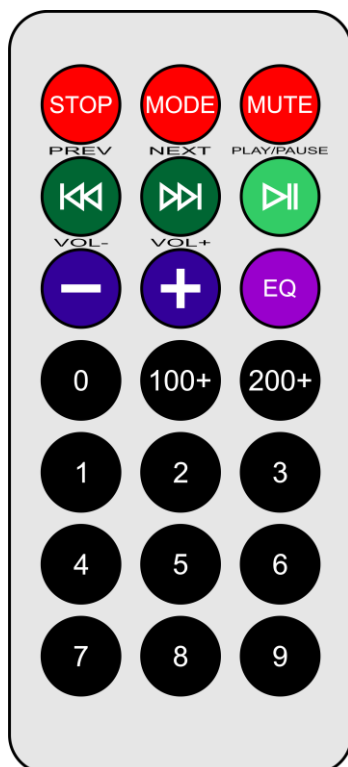 STOP MODE MUTE
PREV NEXT PLAY/PAUSE
VOL- VOL+
EQ
0 100+ 200+
1 2 3
4 5 6
7 8 9